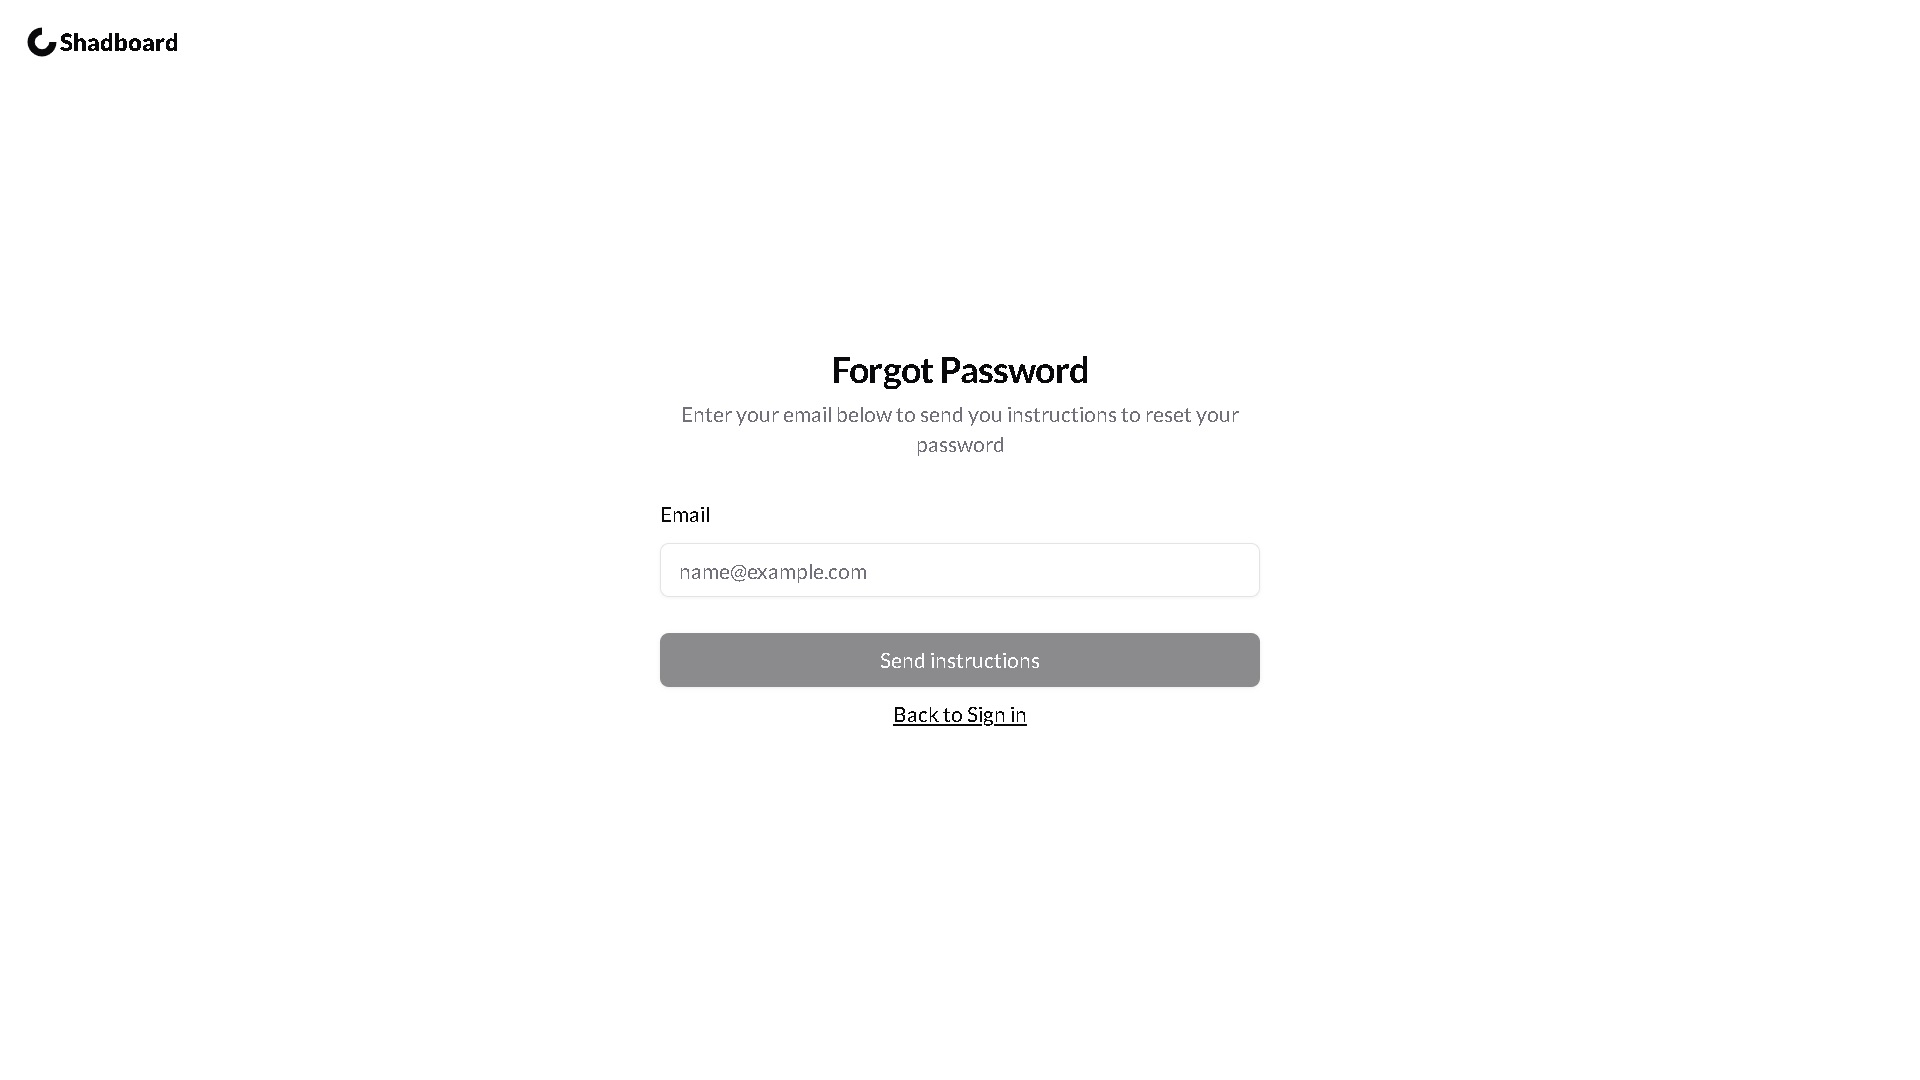 Shadboard
Forgot Password
Enter your email below to send you instructions to reset your
password
Email
name@example.com
Send instructions
Back to Sign in